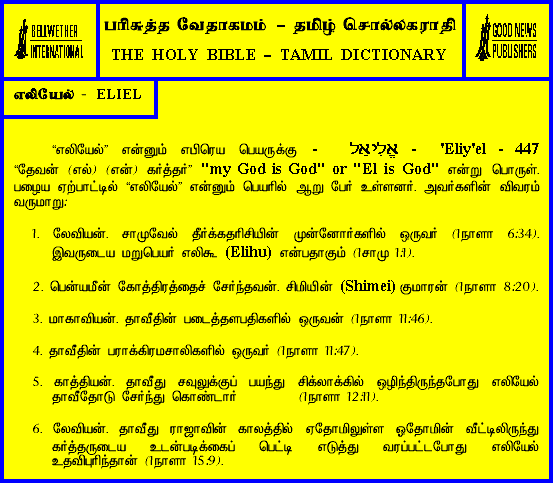 BELLWETHER
INTERNATIONAL
பரிசுத்த வேதாகமம் – தமிழ் சொல்லகராதி
THE HOLY BIBLE – TAMIL DICTIONARY
GOOD NEWS
PUBLISHERS
எலியேல் - ELIEL
“எலியேல்” என்னும் எபிரெய பெயருக்கு - אֱלִיאֵל - 'Eliy'el - 447
“தேவன் (எல்) (என்) கர்த்தர்” "my God is God" or "El is God" என்று பொருள்.
பழைய ஏற்பாட்டில் “எலியேல்” என்னும் பெயரில் ஆறு பேர் உள்ளனர். அவர்களின் விவரம்
வருமாறு:
1. லேவியன். சாமுவேல் தீர்க்கதரிசியின் முன்னோர்களில் ஒருவர் (1நாளா 6:34).
இவருடைய மறுபெயர் எலிகூ (Elihu) என்பதாகும் (1சாமு 1:1).
2. பென்யமீன் கோத்திரத்தைச் சேர்ந்தவன். சிமியின் (Shimei) குமாரன் (1நாளா 8:20).
3. மாகாவியன். தாவீதின் படைத்தளபதிகளில் ஒருவன் (1நாளா 11:46).
4. தாவீதின் பராக்கிரமசாலிகளில் ஒருவர் (1நாளா 11:47).
5. காத்தியன். தாவீது சவுலுக்குப் பயந்து சிக்லாக்கில் ஒழிந்திருந்தபோது எலியேல்
தாவீதோடு சேர்ந்து கொண்டார் (1நாளா 12:11).
6. லேவியன். தாவீது ராஜாவின் காலத்தில் ஏதோமிலுள்ள ஒதோமின் வீட்டிலிருந்து
கர்த்தருடைய உடன்படிக்கைப் பெட்டி எடுத்து வரப்பட்டபோது எலியேல்
உதவிபுரிந்தான் (1நாளா 15:9).